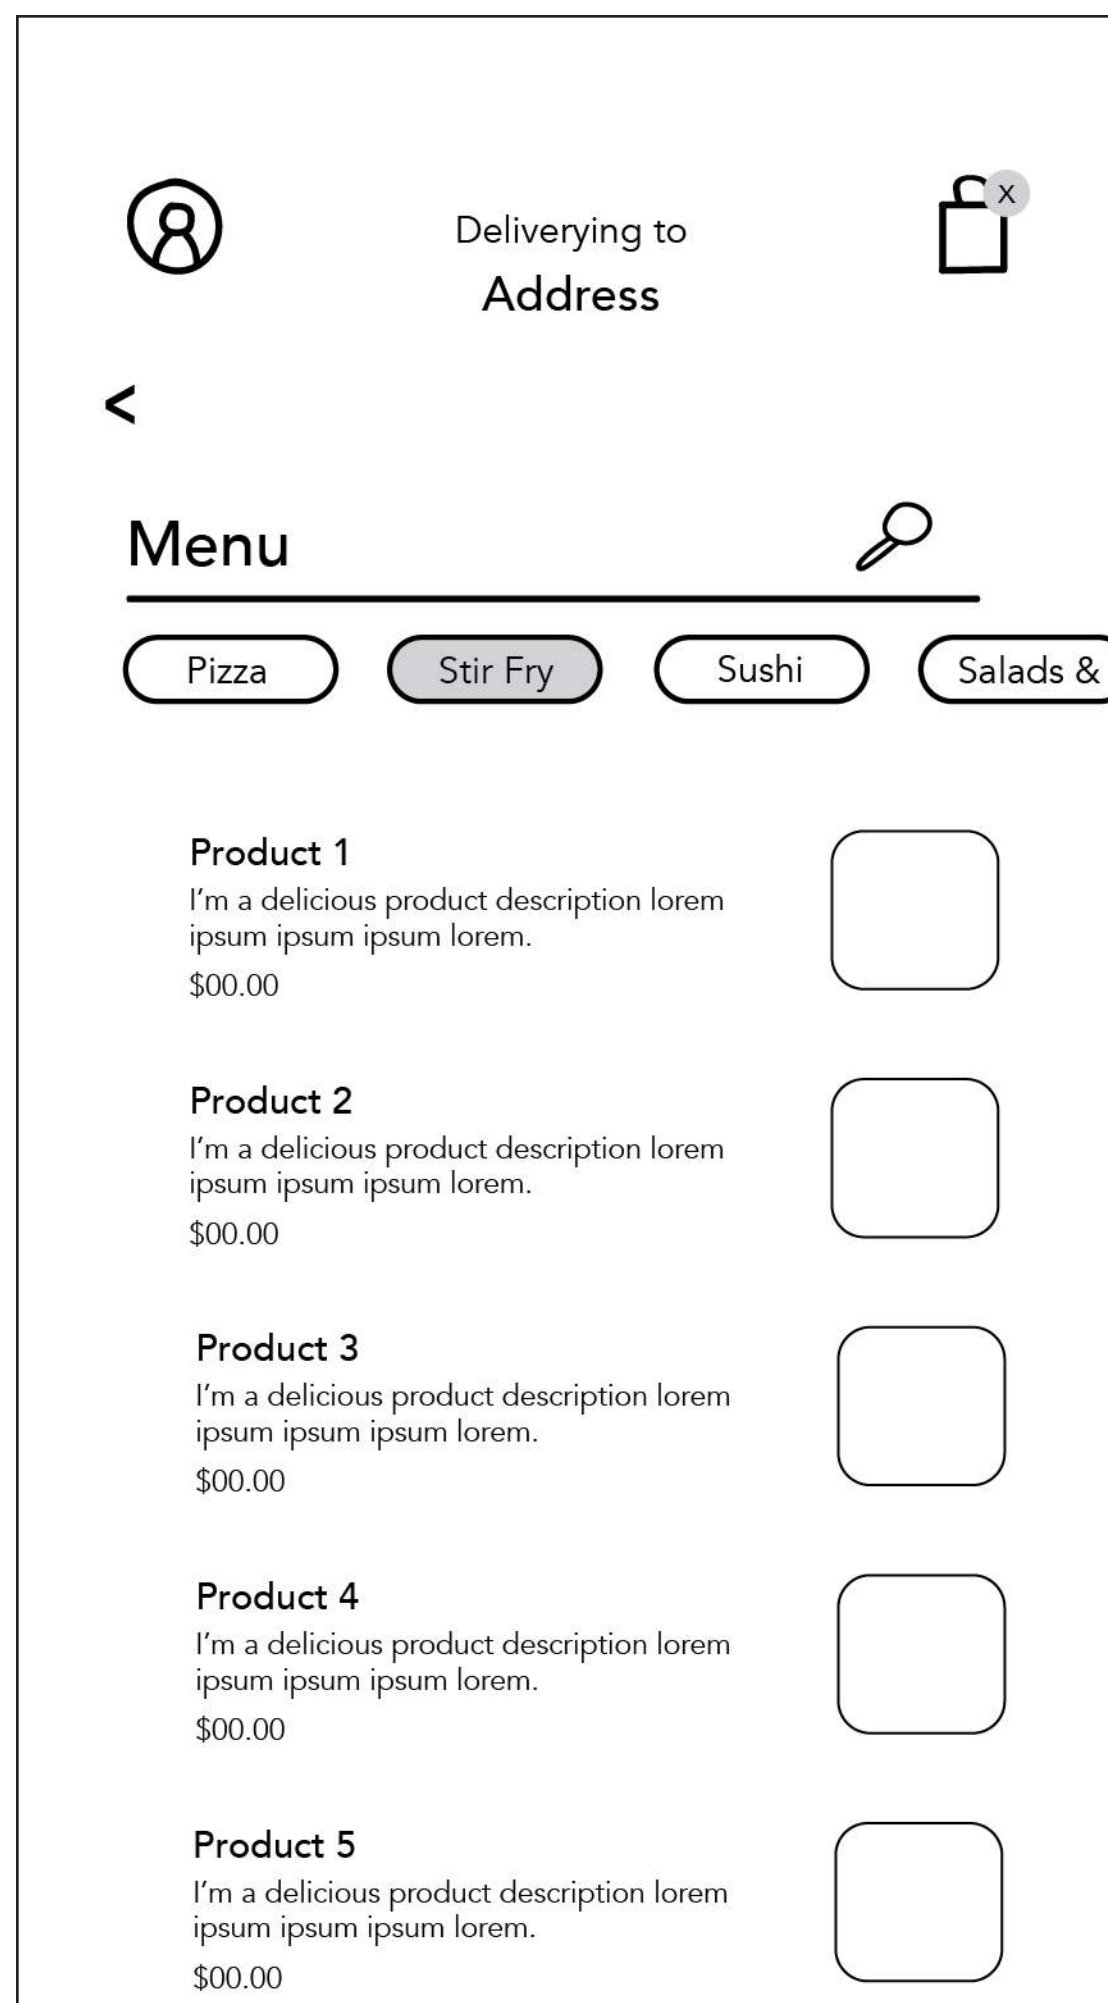 X
Deliverying to
Address
<
Menu
Pizza
Stir Fry
Sushi
Salads &
Product 1
I'm a delicious product description lorem
ipsum ipsum ipsum lorem.
$00.00
Product 2
I'm a delicious product description lorem
ipsum ipsum ipsum lorem.
$00.00
Product 3
I'm a delicious product description lorem
ipsum ipsum ipsum lorem.
$00.00
Product 4
I'm a delicious product description lorem
ipsum ipsum ipsum lorem.
$00.00
Product 5
I'm a delicious product description lorem
ipsum ipsum ipsum lorem.
$00.00